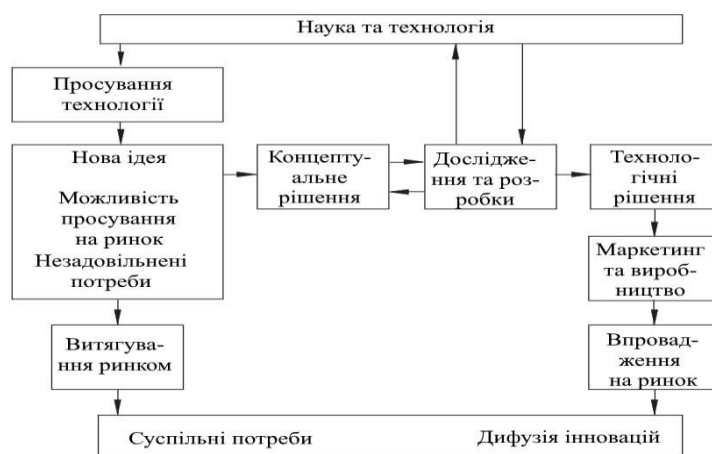 Наука та технологія
Просування
технології
Нова ідея
Можливість
просування
на ринок
Незадовільнені
потреби
Концепту-
альне
рішення
Дослідже-
ння та роз-
робки
Техноло-
гічні
рішення
Маркетинг
та вироб-
ництво
Витягува-
ння ринком
Впровад-
ження
на ринок
Суспільні потреби
Дифузія інновацій